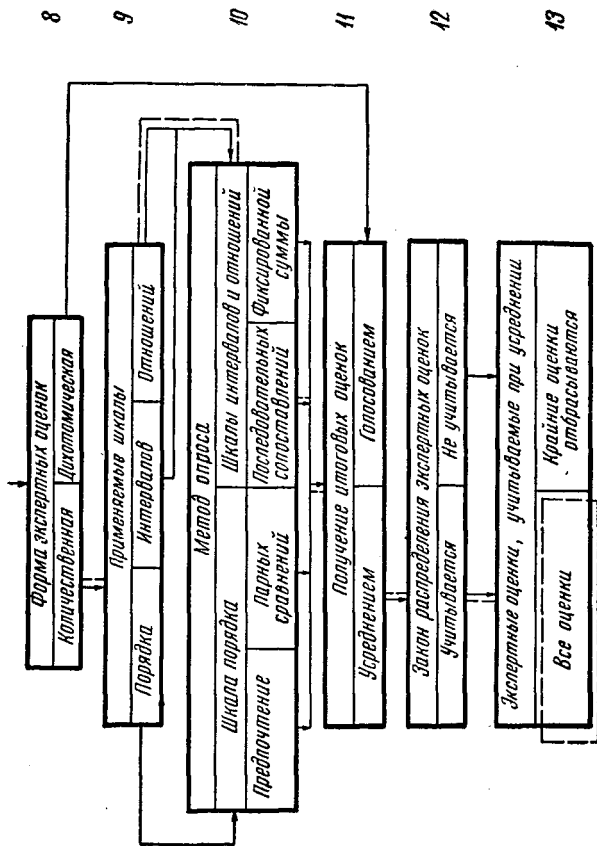 8
Форма экспертных оценок
Количественная
Дихотомическая
9
Применяемые шкалы
Порядка
Интервалов
Отношений
10
Метод опроса
Шкала порядка
Шкалы интервалов и отношений
Предпочтение
Парных
сравнений
Последовательных
сопоставлений
Фиксированной
суммы
11
Получение итоговых оценок
Усреднением
Голосованием
12
Закон распределения экспертных оценок
Учитывается
Не учитывается
13
Экспертные оценки, учитываемые при усреднении
Все оценки
Крайние оценки
отбрасываются